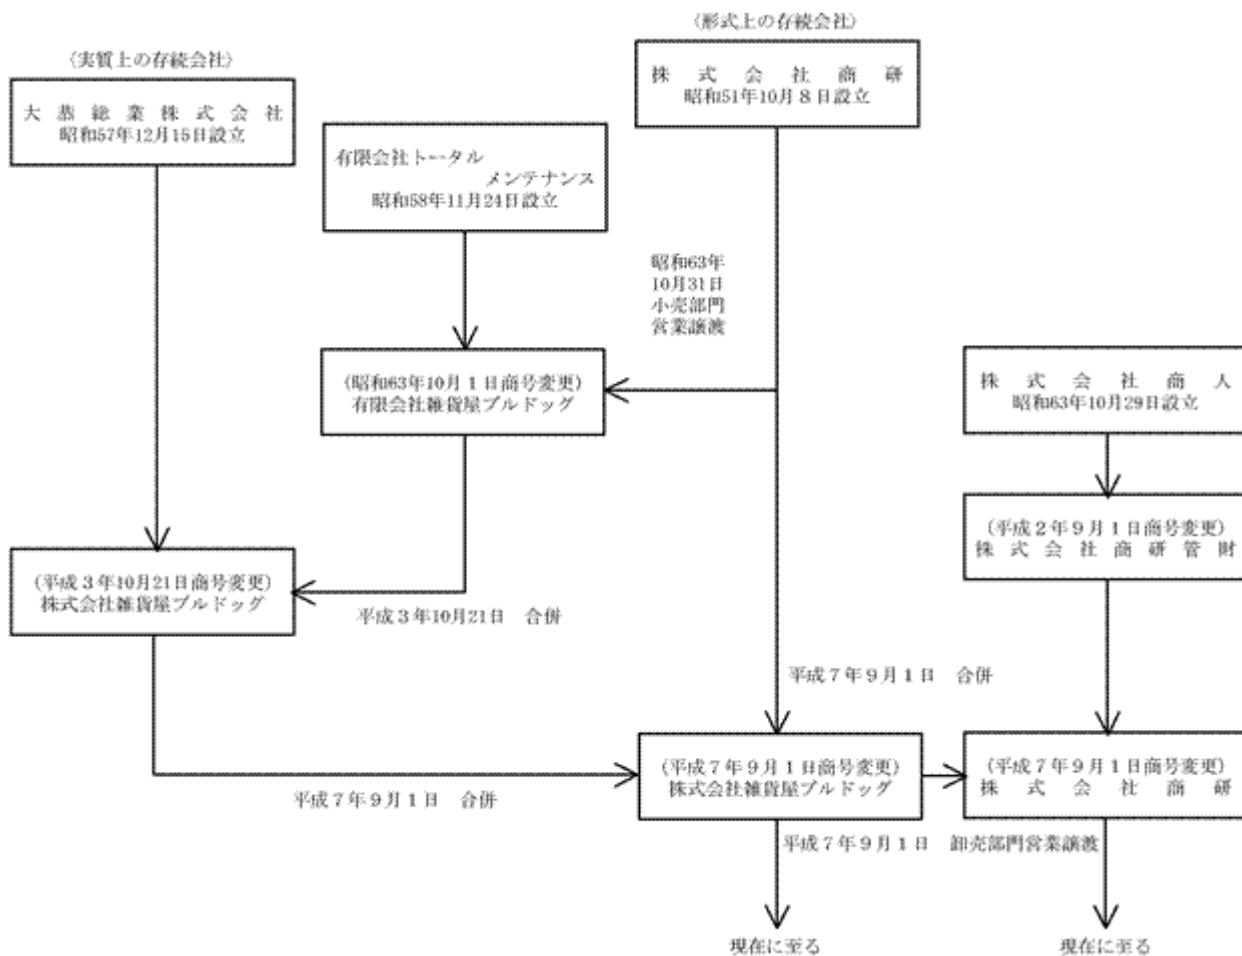 〈形式上の存続会社〉
〈実質上の存続会社〉
株式会社商研
昭和51年10月8日設立
大恭総業株式会社
昭和57年12月15日設立
有限会社トータル
メンテナンス
昭和58年11月24日設立
昭和63年
10月31日
小売部門
営業譲渡
(昭和63年10月1日商号変更)
有限会社雑貨屋ブルドッグ
株式会社商人
昭和63年10月29日設立
(平成2年9月1日商号変更)
株式会社商研管財
(平成3年10月21日商号変更)
株式会社雑貨屋ブルドッグ
平成3年10月21日 合併
平成7年9月1日 合併
(平成7年9月1日商号変更)
株式会社雑貨屋ブルドッグ
(平成7年9月1日商号変更)
株式会社商研
平成7年9月1日 合併
平成7年9月1日 卸売部門営業譲渡
現在に至る
現在に至る